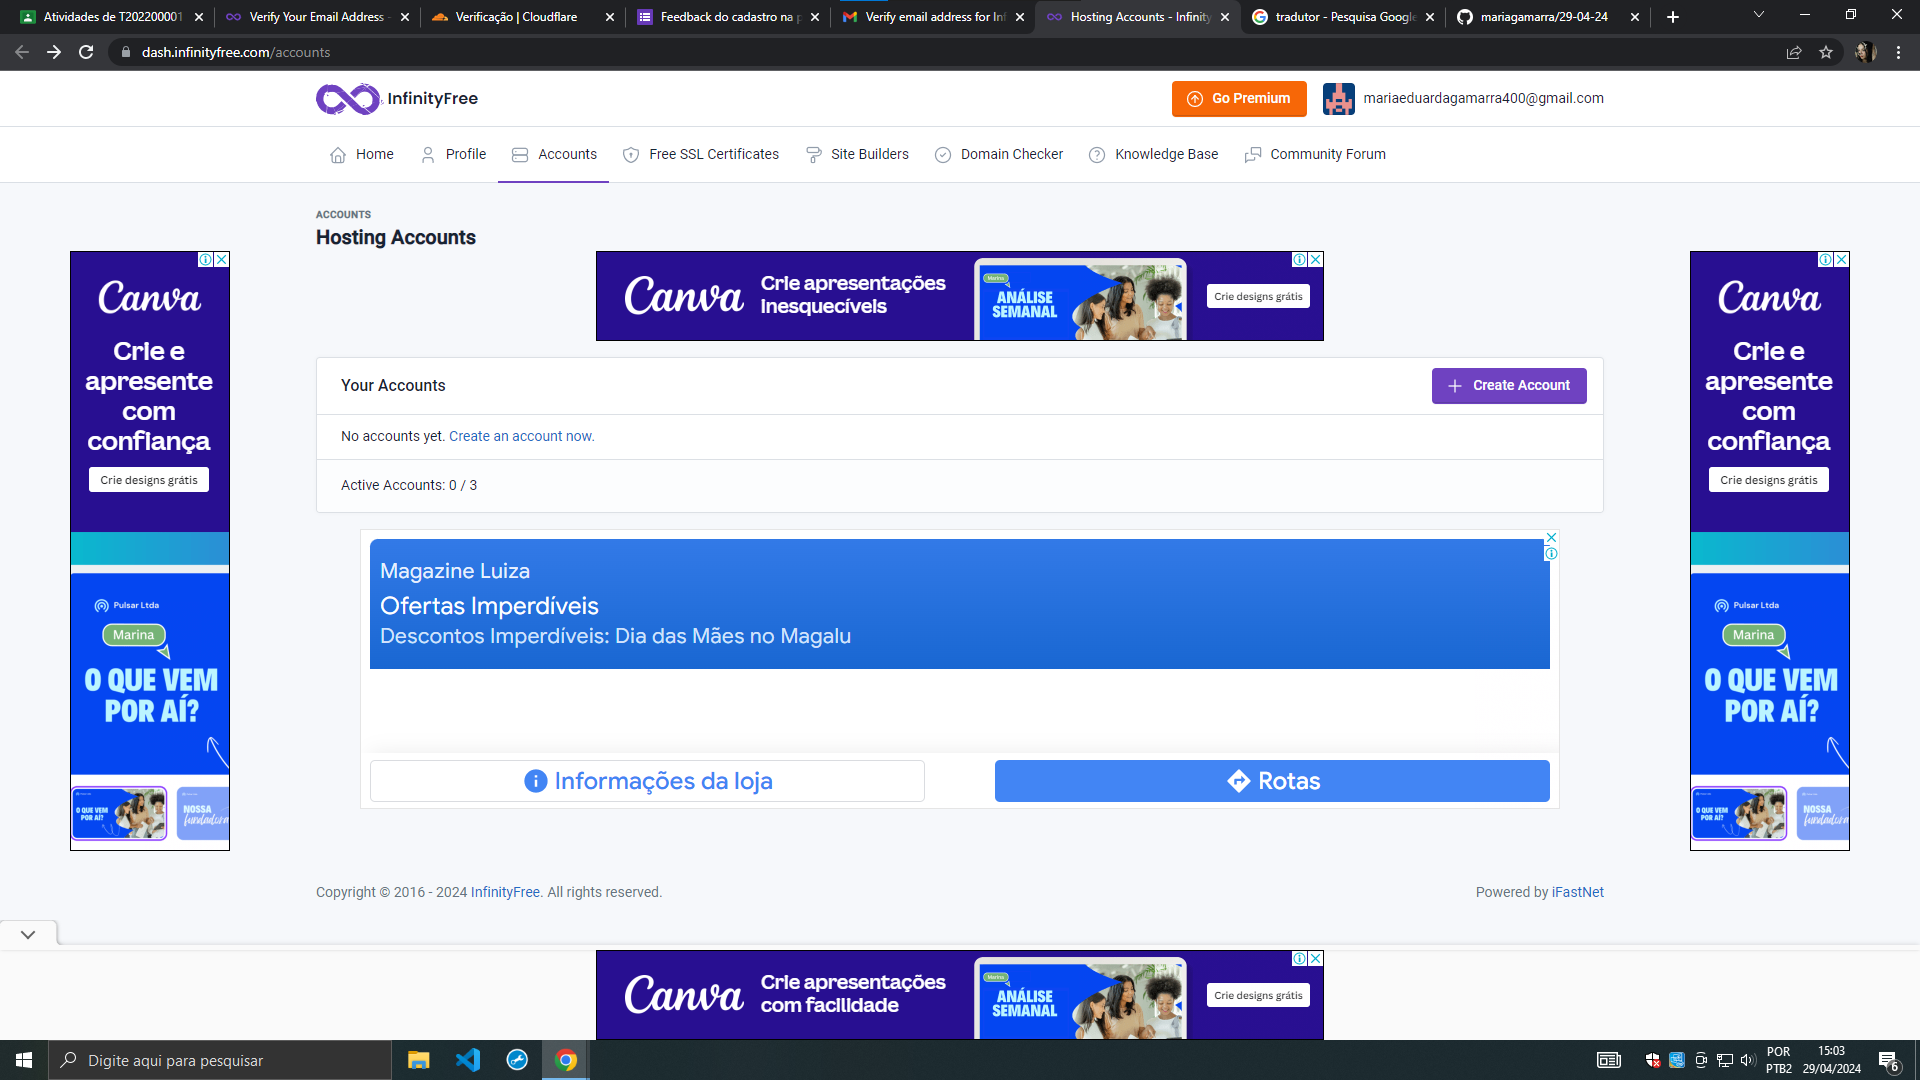 Atividades de T202200001
Verify Your Email Address -
Verificação | Cloudflare
Feedback do cadastro na p
Verify email address for Inf
Hosting Accounts - Infinity
tradutor - Pesquisa Google
mariagamarra/29-04-24
dash.infinityfree.com/accounts
InfinityFree
Go Premium
mariaeduardagamarra400@gmail.com
Home
Profile
Accounts
Free SSL Certificates
Site Builders
Domain Checker
Knowledge Base
Community Forum
ACCOUNTS
Hosting Accounts
Canva
Crie apresentações
Inesquecíveis
Marina
ANÁLISE
SEMANAL
Crie designs grátis
Canva
Crie e
apresente
com
confiança
Crie designs grátis
Pulsar Ltda
Marina
O QUE VEM
POR AÍ?
O QUE VEM
POR AÍ?
NOSSA
fundadora
Your Accounts
Create Account
No accounts yet. Create an account now.
Active Accounts: 0 / 3
Magazine Luiza
Ofertas Imperdíveis
Descontos Imperdíveis: Dia das Mães no Magalu
Informações da loja
Rotas
Canva
Crie e
apresente
com
confiança
Crie designs grátis
Pulsar Ltda
Marina
O QUE VEM
POR AÍ?
O QUE VEM
POR AÍ?
NOSSA
fundadora
Copyright © 2016 - 2024 InfinityFree. All rights reserved.
Powered by iFastNet
Canva
Crie apresentações
com facilidade
Marina
ANÁLISE
SEMANAL
Crie designs grátis
Digite aqui para pesquisar
POR
PTB2
15:03
29/04/2024
6